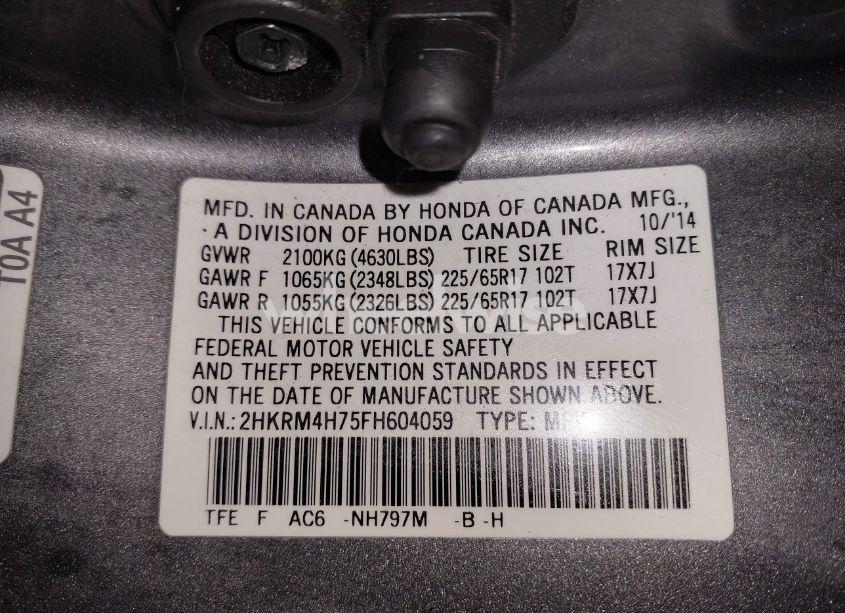 MFD. IN CANADA BY HONDA OF CANADA MFG.,
A DIVISION OF HONDA CANADA INC. 10/'14
GVWR 2100KG (4630LBS) TIRE SIZE RIM SIZE
GAWR F 1065KG (2348LBS) 225/65R17 102T 17X7J
GAWR R 1055KG (2326LBS) 225/65R17 102T 17X7J
THIS VEHICLE CONFORMS TO ALL APPLICABLE
FEDERAL MOTOR VEHICLE SAFETY
AND THEFT PREVENTION STANDARDS IN EFFECT
ON THE DATE OF MANUFACTURE SHOWN ABOVE.
V.I.N.: 2HKRM4H75FH604059 TYPE:
TFE F AC6 -NH797M -B -H
T0A A4